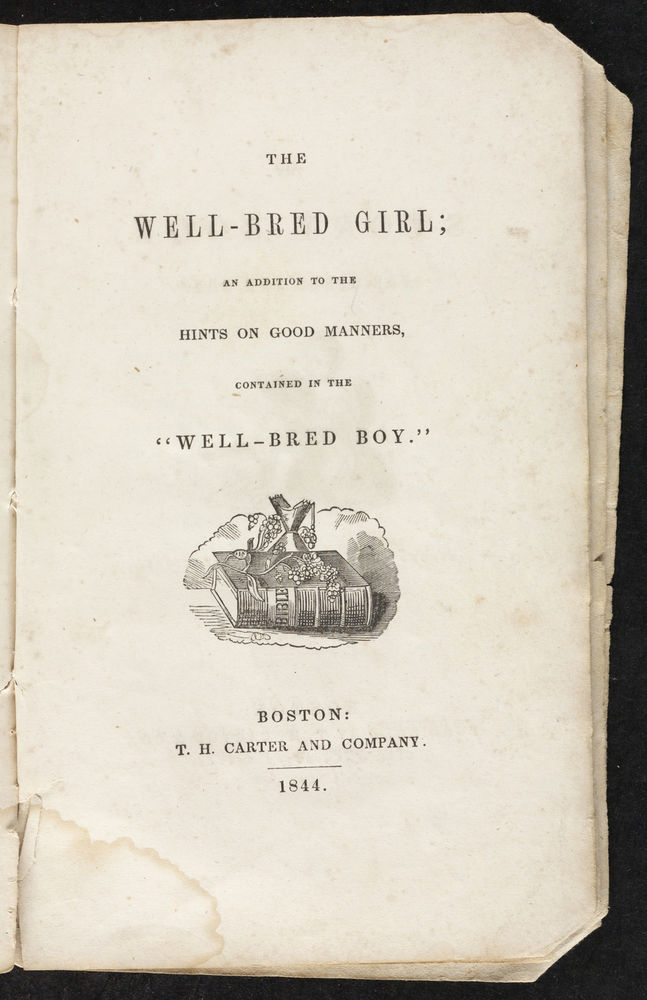 THE
WELL-BRED GIRL;
AN ADDITION TO THE
HINTS ON GOOD MANNERS,
CONTAINED IN THE
“WELL-BRED BOY.”
BIBLE
BOSTON:
T. H. CARTER AND COMPANY.
1844.